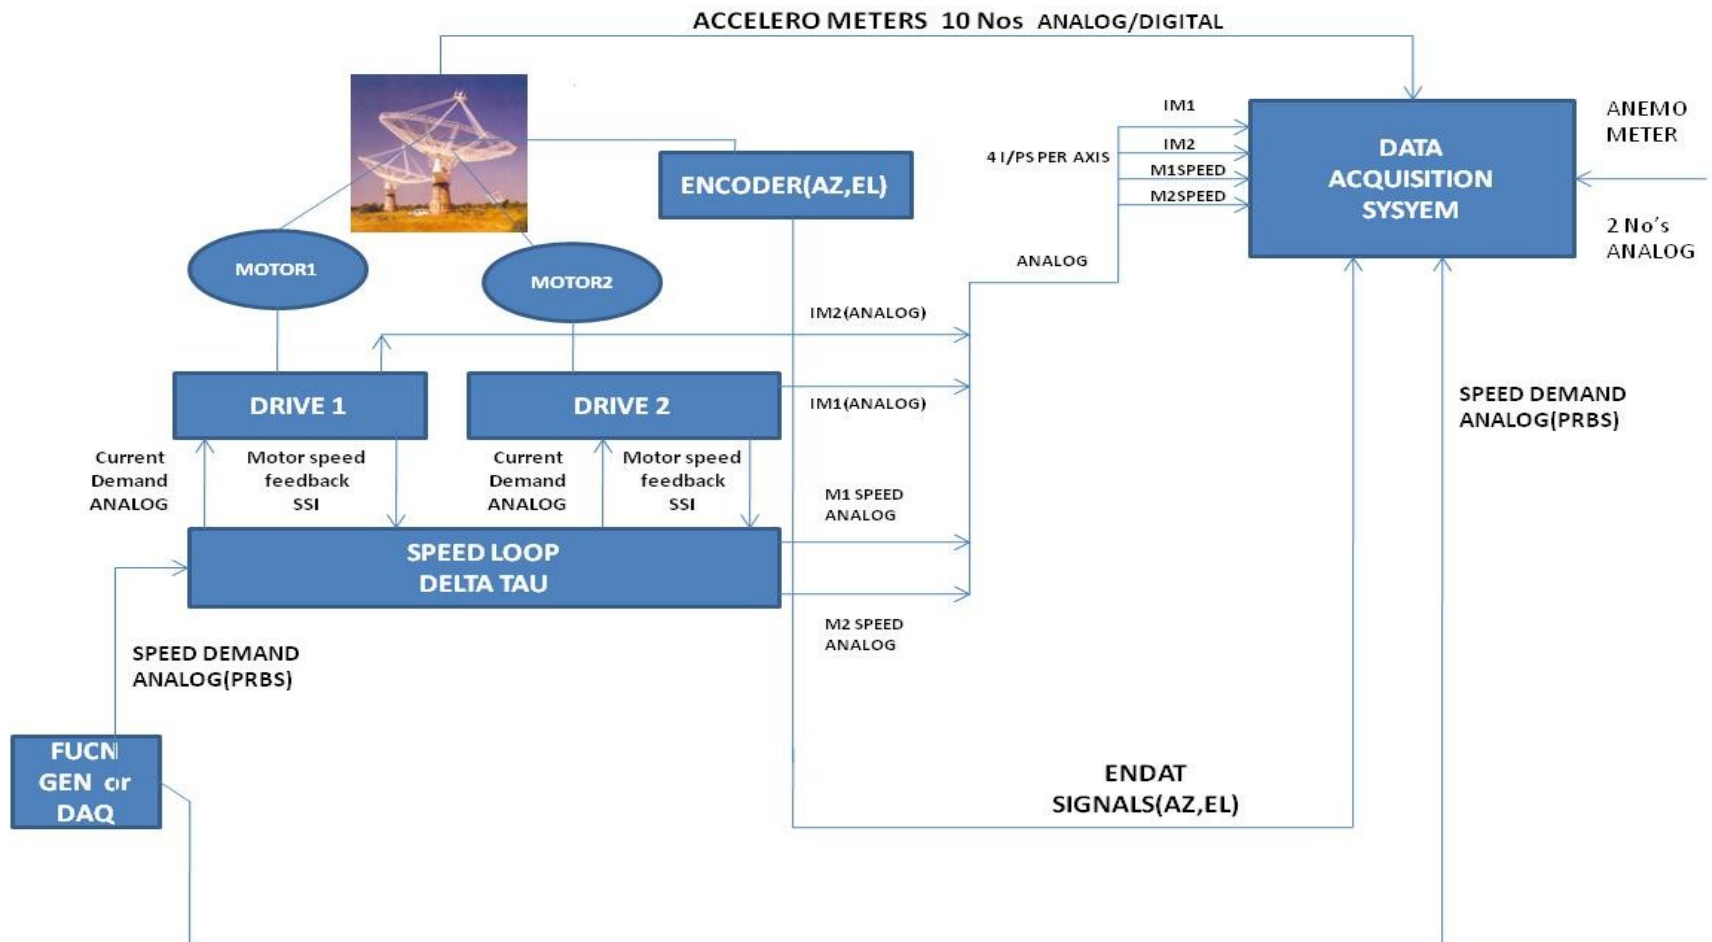 ACCELERO METERS 10 Nos ANALOG/DIGITAL
IM1
IM2
M1SPEED
M2SPEED
4 I/PS PER AXIS
ANALOG
DATA
ACQUISITION
SYSYEM
ANEMO
METER
2 No's
ANALOG
ENCODER(AZ,EL)
MOTOR1
MOTOR2
IM2(ANALOG)
DRIVE 1
DRIVE 2
IM1(ANALOG)
SPEED DEMAND
ANALOG(PRBS)
Current
Demand
ANALOG
Motor speed
feedback
SSI
Current
Demand
ANALOG
Motor speed
feedback
SSI
M1 SPEED
ANALOG
SPEED LOOP
DELTA TAU
M2 SPEED
ANALOG
SPEED DEMAND
ANALOG(PRBS)
FUCN
GEN or
DAQ
ENDAT
SIGNALS(AZ,EL)